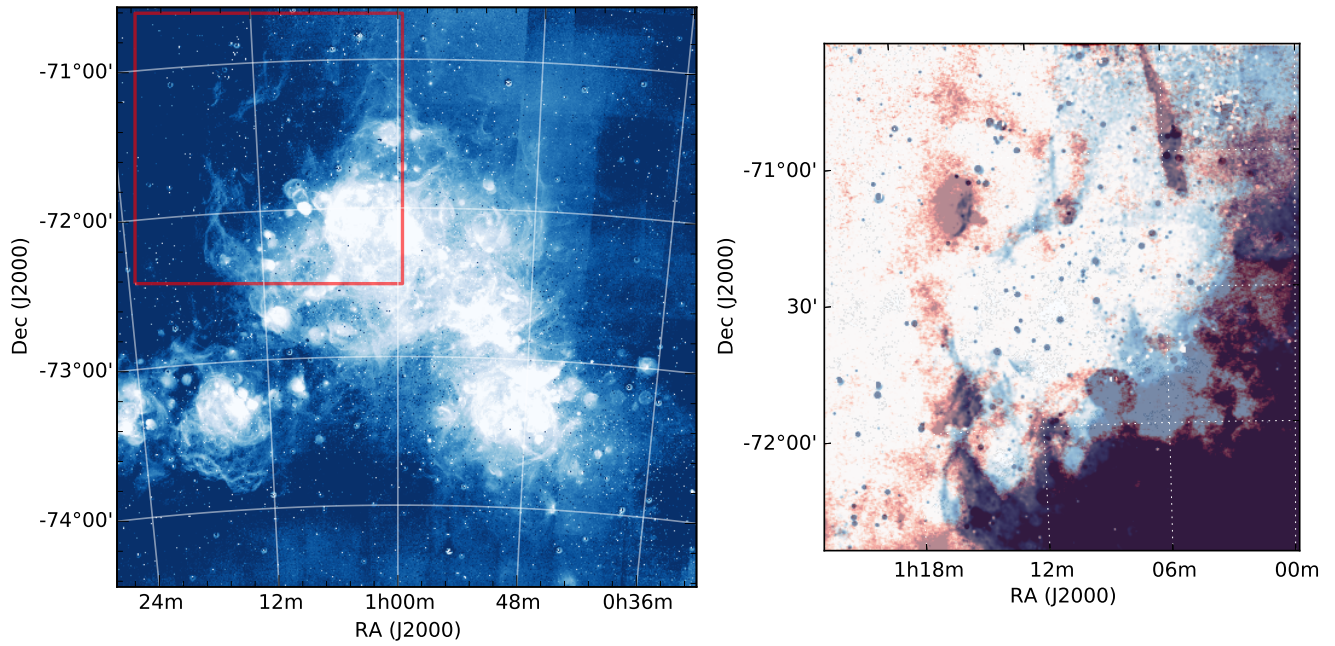 -71°00'
-72°00'
-73°00'
-74°00'
Dec (J2000)
24m
12m
1h00m
48m
0h36m
RA (J2000)
-71°00'
30'
-72°00'
Dec (J2000)
1h18m
12m
06m
00m
RA (J2000)